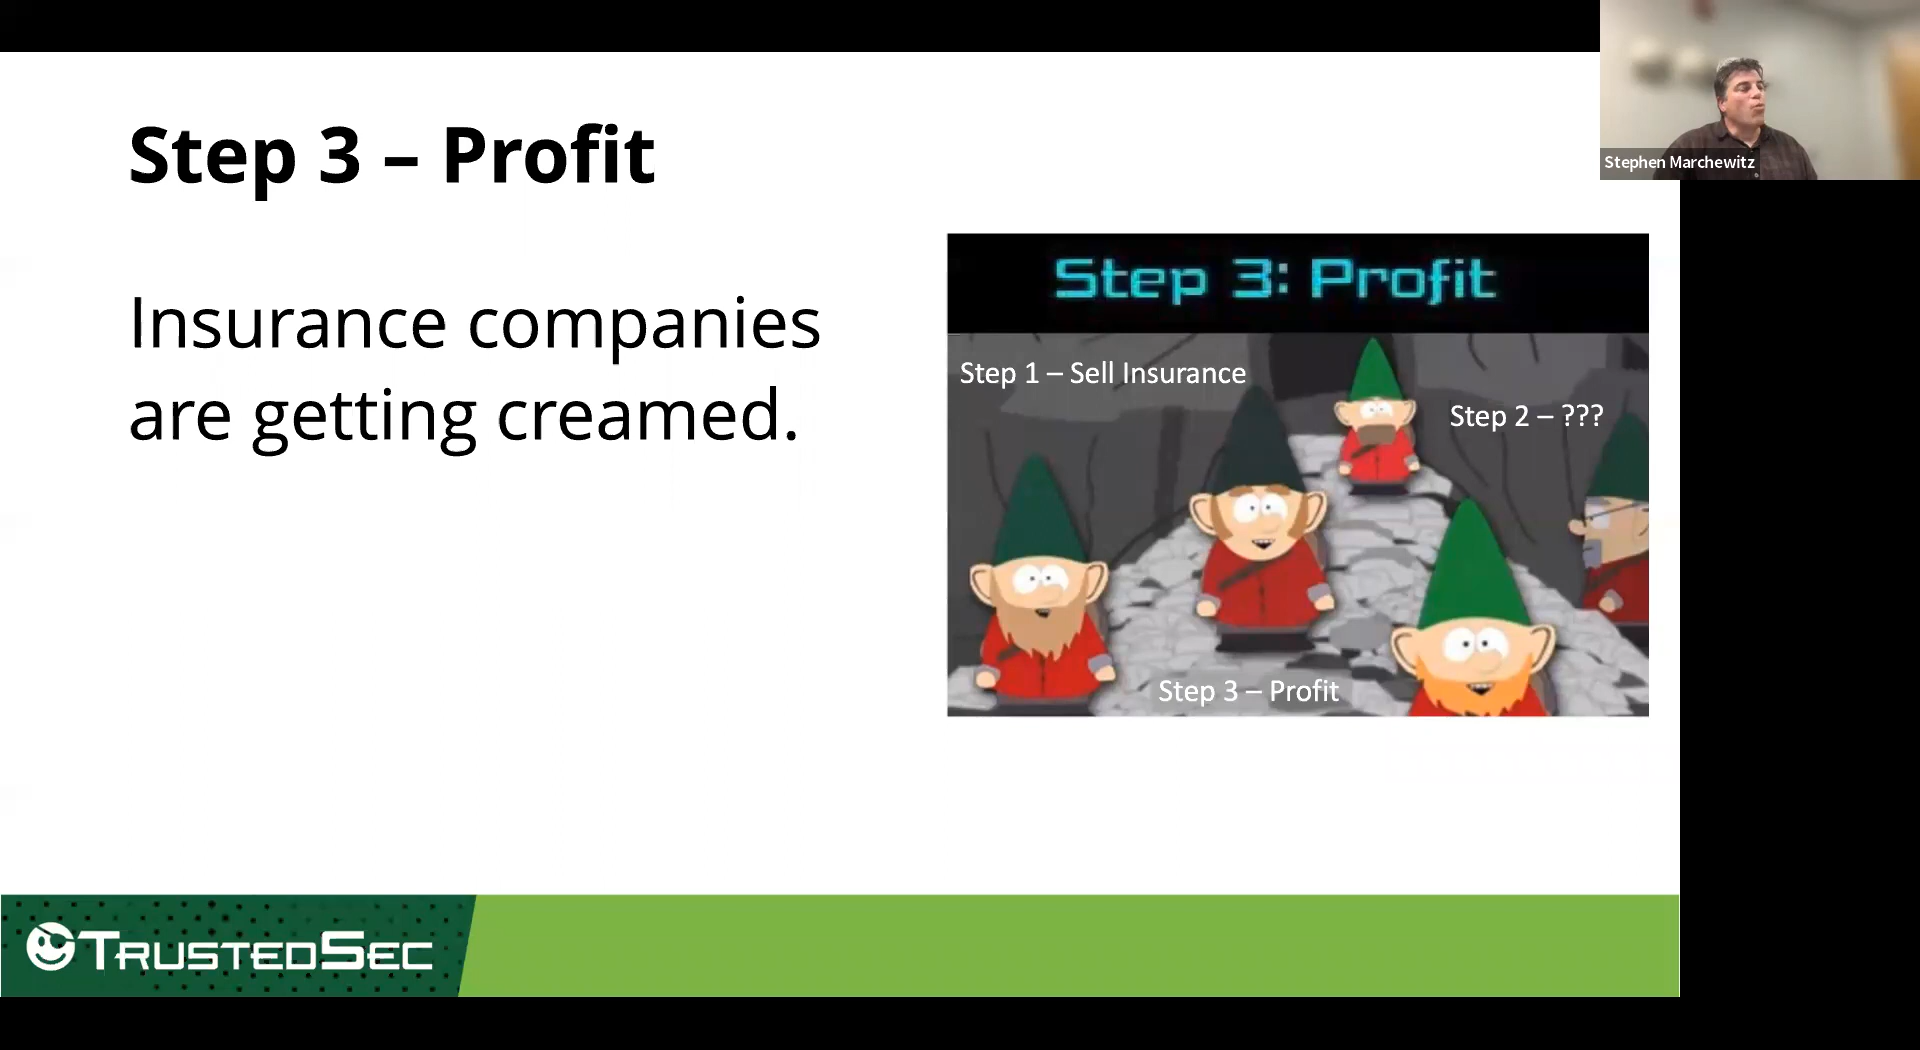 Step 3 – Profit
Stephen Marchewitz
Insurance companies
are getting creamed.
Step 3: Profit
Step 1 – Sell Insurance
Step 2 – ???
Step 3 – Profit
TRUSTEDSEC